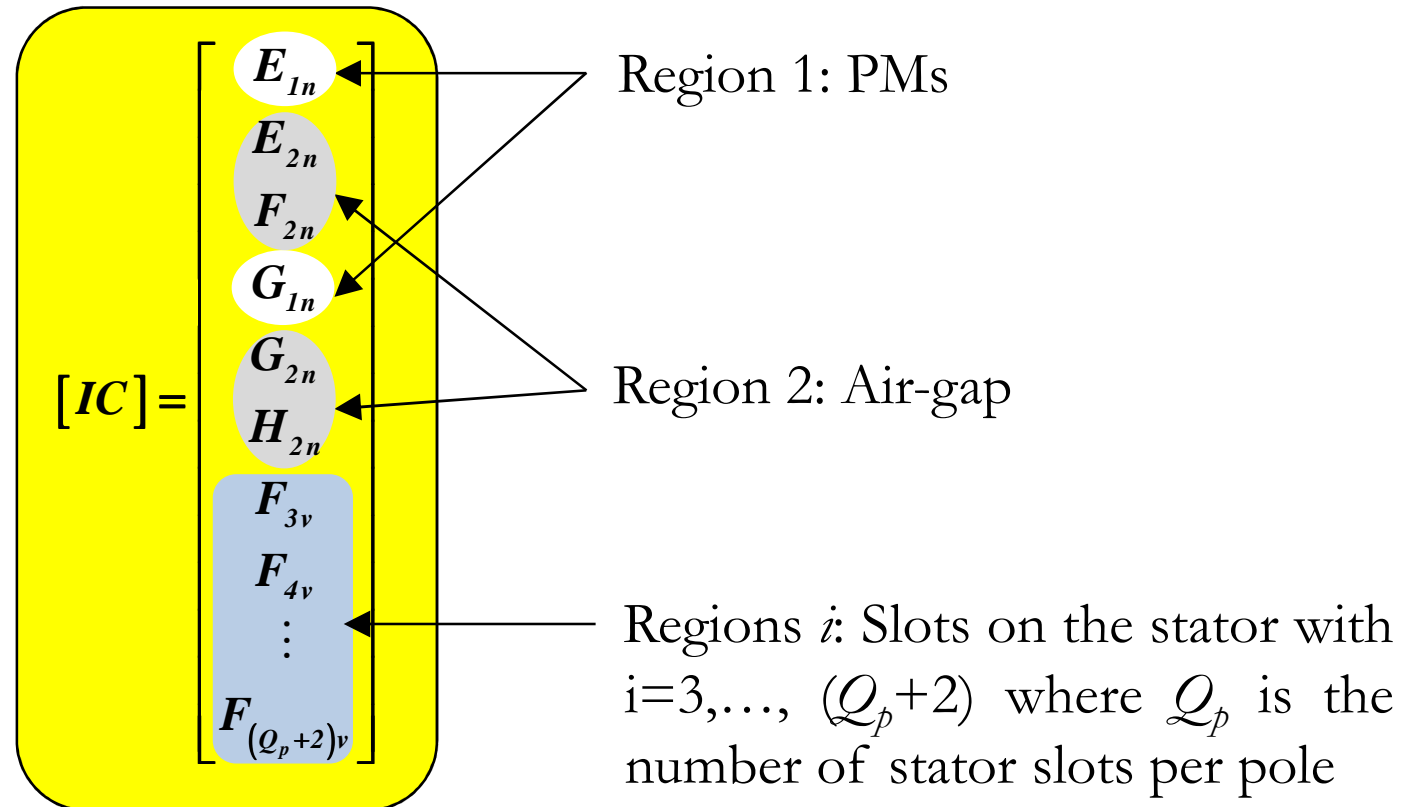 [IC]=
E1n
E2n
F2n
G1n
G2n
H2n
F3v
F4v
⋮
F(Qp+2)v
Region 1: PMs
Region 2: Air-gap
Regions i: Slots on the stator with
i=3,…, (Qp+2) where Qp is the
number of stator slots per pole